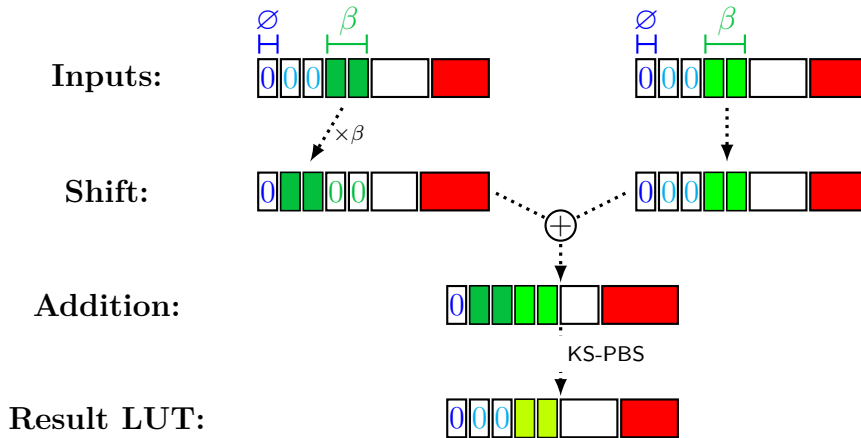 ∅ β ∅ β
Inputs: 0 0 0 0 0 0
×β
Shift: 0 0 0 0 0 0
+
Addition: 0
KS-PBS
Result LUT: 0 0 0